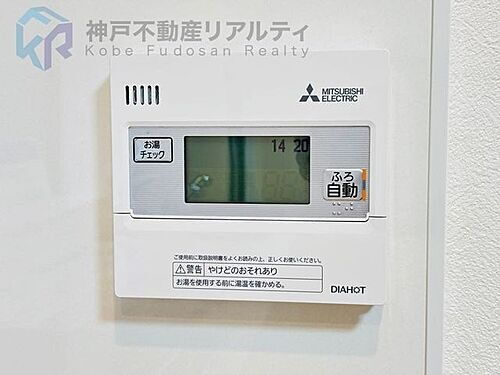 神戸不動産リアルティ
Kobe Fudosan Realty
MITSUBISHI
ELECTRIC
お湯
チェック
14 20
ふろ
自動
ご使用前に取扱説明書をよくお読みの上、正しくお使いください。
警告 やけどのおそれあり
お湯を使用する前に湯温を確かめる。
DIAHOT